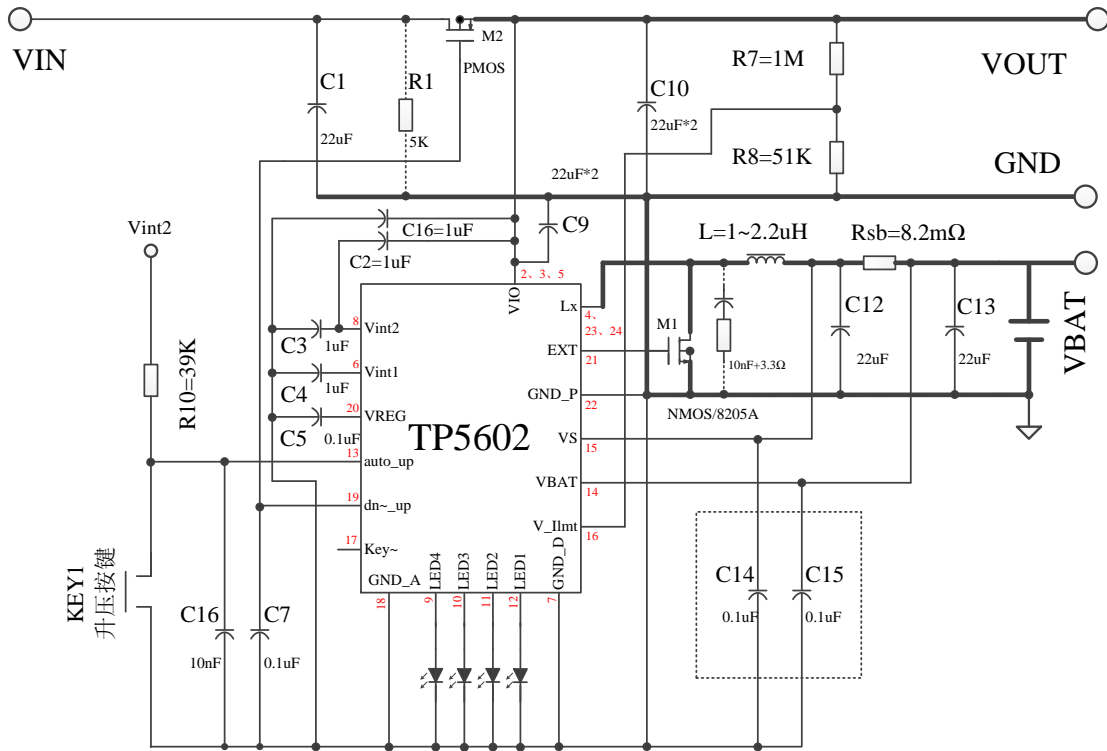 VIN
C1
22uF
R1
5K
M2
PMOS
C10
22uF*2
R7=1M
VOUT
R8=51K
GND
22uF*2
C9
C16=1uF
C2=1uF
Vint2
L=1~2.2uH
Rsb=8.2mΩ
2、3、5
VIO
Lx
4、
23、24
C12
22uF
C13
22uF
VBAT
8
Vint2
C3
1uF
EXT
21
M1
10nF+3.3Ω
6
Vint1
C4
1uF
GND_P
22
NMOS/8205A
R10=39K
20
VREG
C5
0.1uF
TP5602
VS
15
13
auto_up
VBAT
14
19
dn~_up
V_Ilmt
16
17
Key~
GND_A
LED4
LED3
LED2
LED1
GND_D
18
9
10
11
12
7
KEY1
升压按键
C16
10nF
C7
0.1uF
C14
0.1uF
C15
0.1uF